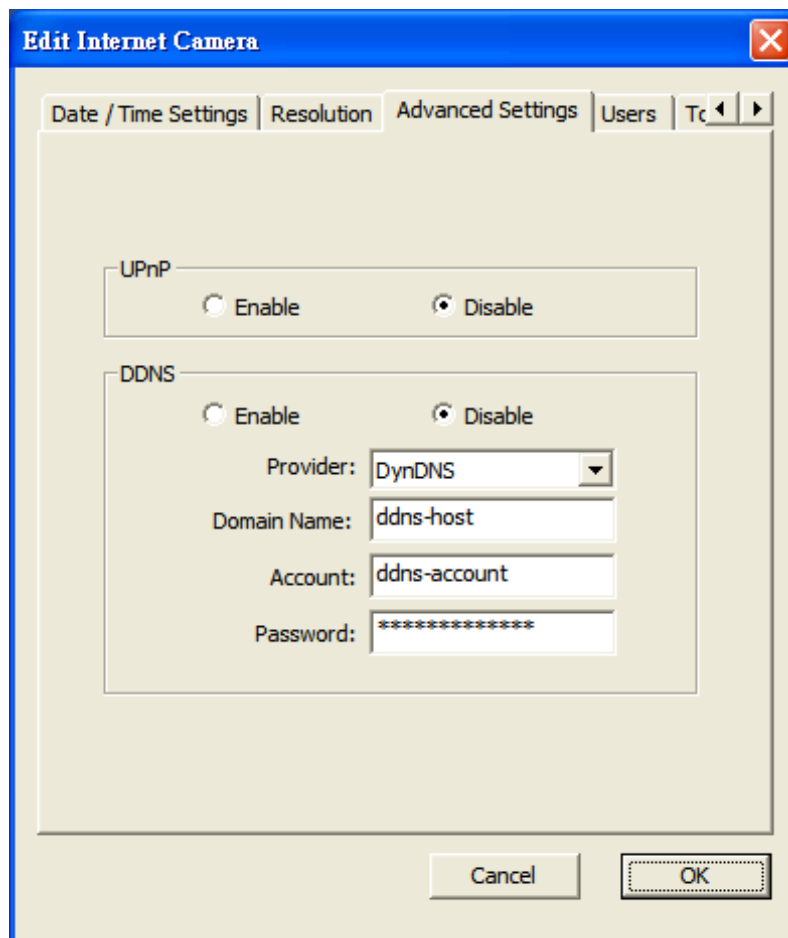 Edit Internet Camera
Date / Time Settings Resolution Advanced Settings Users
UPnP
Enable Disable
DDNS
Enable Disable
Provider: DynDNS
Domain Name: ddns-host
Account: ddns-account
Password: *************
Cancel OK